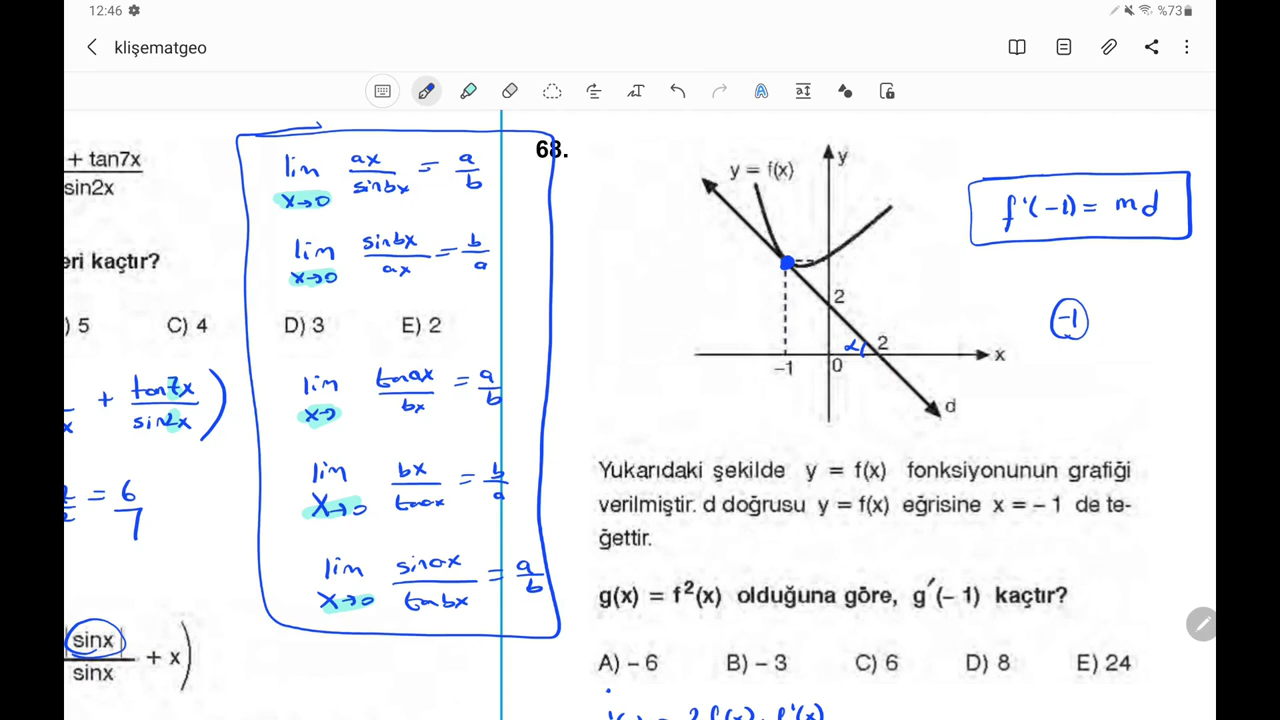 12:46
%73
klişematgeo
+ tan7x
sin2x
eri kaçtır?
) 5 C) 4 D) 3 E) 2
+ tan7x / sin2x )
= 6/7
|sinx|
sinx
+ x)
lim x→0 ax/sinbx = a/b
lim x→0 sinbx/ax = b/a
lim x→ tanax/bx = a/b
lim x→0 bx/tanax = b/a
lim x→0 sinax/tanbx = a/b
68.
y = f(x)
y
2
α
2
-1
0
x
d
f'(-1) = md
-1
Yukarıdaki şekilde y = f(x) fonksiyonunun grafiği
verilmiştir. d doğrusu y = f(x) eğrisine x = – 1 de te-
ğettir.
g(x) = f²(x) olduğuna göre, g′(– 1) kaçtır?
A) – 6 B) – 3 C) 6 D) 8 E) 24
'(x) = 2f(x). f'(x)